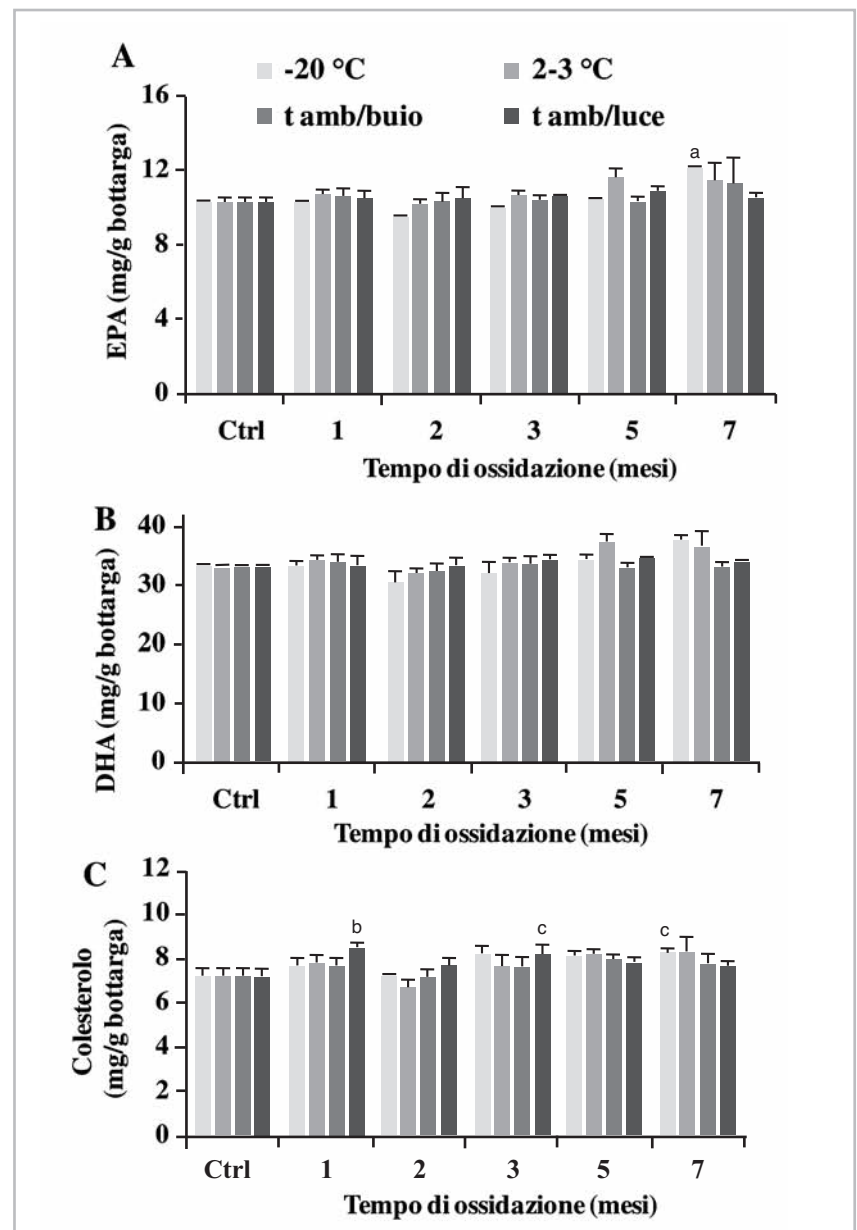 A
-20 °C 2-3 °C
t amb/buio t amb/luce
16
12
8
4
0
EPA (mg/g bottarga)
a
Ctrl 1 2 3 5 7
Tempo di ossidazione (mesi)
B
40
30
20
10
0
DHA (mg/g bottarga)
Ctrl 1 2 3 5 7
Tempo di ossidazione (mesi)
C
12
10
8
6
4
2
0
Colesterolo
(mg/g bottarga)
b c c
Ctrl 1 2 3 5 7
Tempo di ossidazione (mesi)